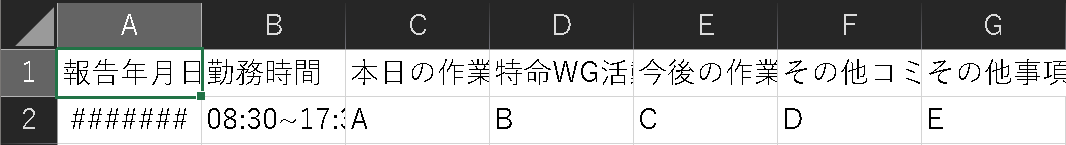 A B C D E F G
1 報告年月日 勤務時間 本日の作業 特命WG活 今後の作業 その他コミ その他事項
2 ####### 08:30~17: A B C D E